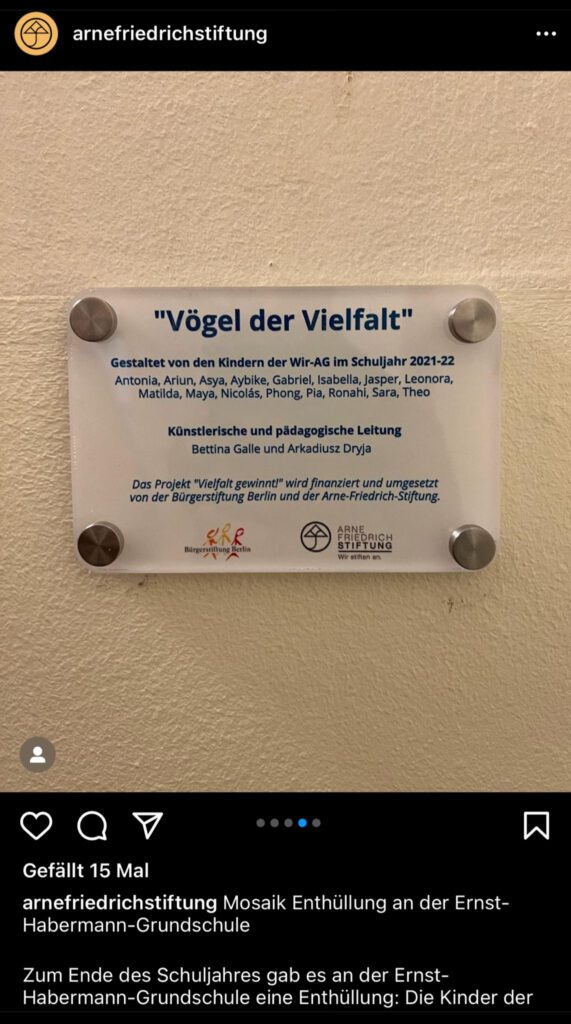 arnefriedrichstiftung
"Vögel der Vielfalt"
Gestaltet von den Kindern der Wir-AG im Schuljahr 2021-22
Antonia, Ariun, Asya, Aybike, Gabriel, Isabella, Jasper, Leonora,
Matilda, Maya, Nicolás, Phong, Pia, Ronahi, Sara, Theo
Künstlerische und pädagogische Leitung
Bettina Galle und Arkadiusz Dryja
Das Projekt "Vielfalt gewinnt!" wird finanziert und umgesetzt
von der Bürgerstiftung Berlin und der Arne-Friedrich-Stiftung.
Bürgerstiftung Berlin
ARNE
FRIEDRICH
STIFTUNG
Wir stiften an.
Gefällt 15 Mal
arnefriedrichstiftung Mosaik Enthüllung an der Ernst-
Habermann-Grundschule
Zum Ende des Schuljahres gab es an der Ernst-
Habermann-Grundschule eine Enthüllung: Die Kinder der